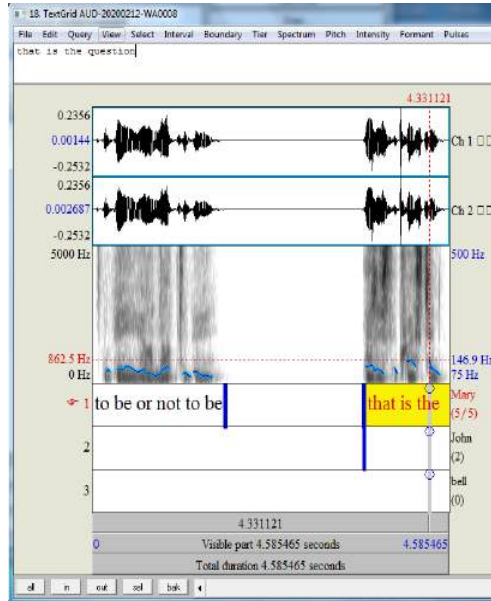 18. TextGrid AUD-20200212-WA0008
File Edit Query View Select Interval Boundary Tier Spectrum Pitch Intensity Formant Pulses
that is the question
4.331121
0.2356
0.00144
-0.2532
Ch 1
0.2356
0.002687
-0.2532
Ch 2
5000 Hz
500 Hz
862.5 Hz
146.9 Hz
0 Hz
75 Hz
1
to be or not to be
that is the
Mary
(5/5)
2
John
(2)
3
bell
(0)
4.331121
0 Visible part 4.585465 seconds 4.585465
Total duration 4.585465 seconds
all in out sel bak